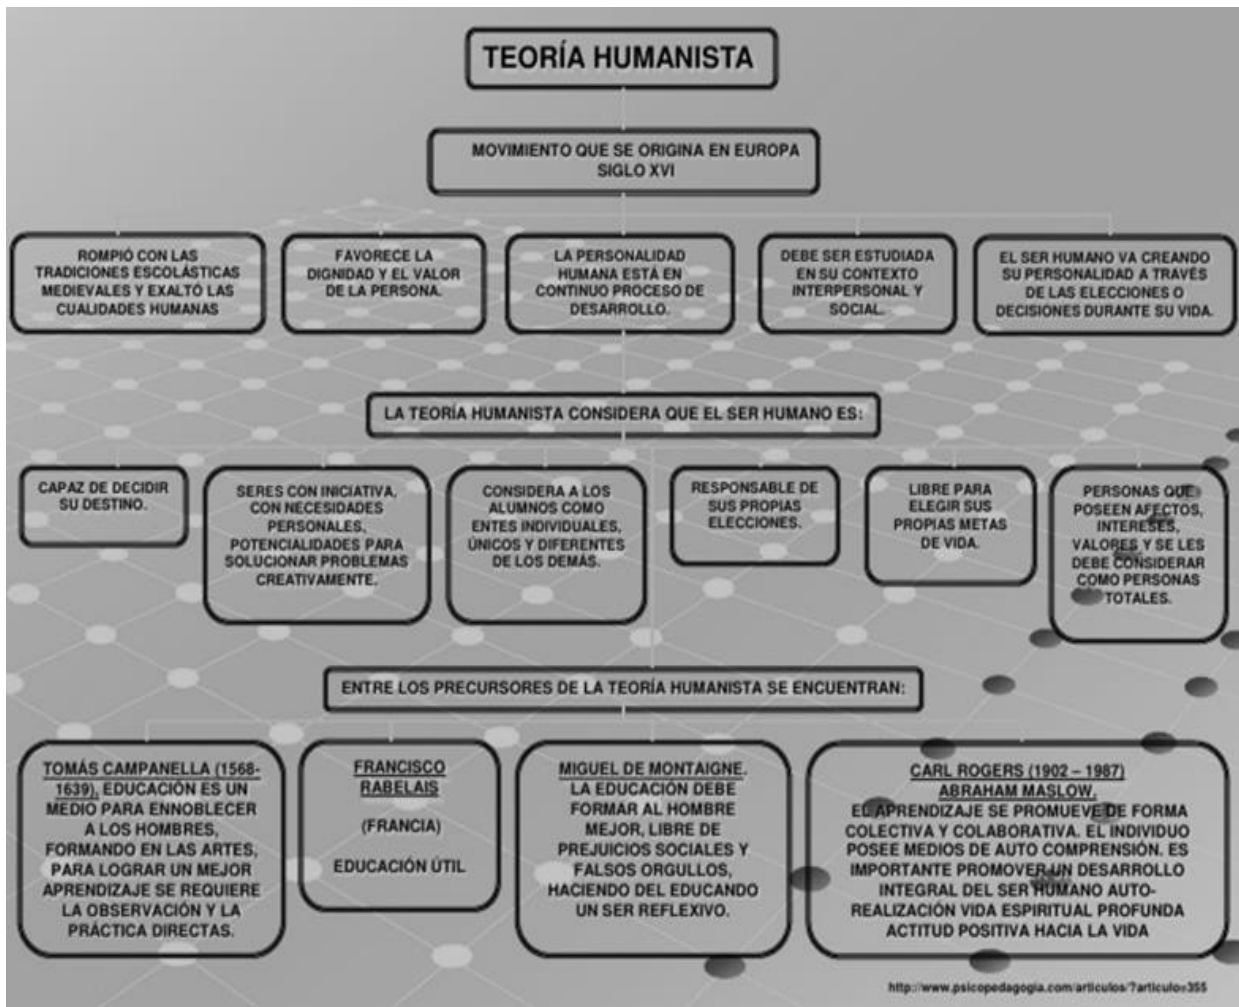 TEORÍA HUMANISTA
MOVIMIENTO QUE SE ORIGINA EN EUROPA
SIGLO XVI
ROMPIÓ CON LAS
TRADICIONES ESCOLÁSTICAS
MEDIEVALES Y EXALTÓ LAS
CUALIDADES HUMANAS
FAVORECE LA
DIGNIDAD Y EL VALOR
DE LA PERSONA.
LA PERSONALIDAD
HUMANA ESTÁ EN
CONTINUO PROCESO DE
DESARROLLO.
DEBE SER ESTUDIADA
EN SU CONTEXTO
INTERPERSONAL Y
SOCIAL.
EL SER HUMANO VA CREANDO
SU PERSONALIDAD A TRAVÉS
DE LAS ELECCIONES O
DECISIONES DURANTE SU VIDA.
LA TEORÍA HUMANISTA CONSIDERA QUE EL SER HUMANO ES:
CAPAZ DE DECIDIR
SU DESTINO.
SERES CON INICIATIVA,
CON NECESIDADES
PERSONALES,
POTENCIALIDADES PARA
SOLUCIONAR PROBLEMAS
CREATIVAMENTE.
CONSIDERA A LOS
ALUMNOS COMO
ENTES INDIVIDUALES,
ÚNICOS Y DIFERENTES
DE LOS DEMÁS.
RESPONSABLE DE
SUS PROPIAS
ELECCIONES.
LIBRE PARA
ELEGIR SUS
PROPIAS METAS
DE VIDA.
PERSONAS QUE
POSEEN AFECTOS,
INTERESES,
VALORES Y SE LES
DEBE CONSIDERAR
COMO PERSONAS
TOTALES.
ENTRE LOS PRECURSORES DE LA TEORÍA HUMANISTA SE ENCUENTRAN:
TOMÁS CAMPANELLA (1568-
1639). EDUCACIÓN ES UN
MEDIO PARA ENNOBLECER
A LOS HOMBRES,
FORMANDO EN LAS ARTES,
PARA LOGRAR UN MEJOR
APRENDIZAJE SE REQUIERE
LA OBSERVACIÓN Y LA
PRÁCTICA DIRECTAS.
FRANCISCO
RABELAIS
(FRANCIA)
EDUCACIÓN ÚTIL
MIGUEL DE MONTAIGNE.
LA EDUCACIÓN DEBE
FORMAR AL HOMBRE
MEJOR, LIBRE DE
PREJUICIOS SOCIALES Y
FALSOS ORGULLOS,
HACIENDO DEL EDUCANDO
UN SER REFLEXIVO.
CARL ROGERS (1902 – 1987)
ABRAHAM MASLOW.
EL APRENDIZAJE SE PROMUEVE DE FORMA
COLECTIVA Y COLABORATIVA. EL INDIVIDUO
POSEE MEDIOS DE AUTO COMPRENSIÓN. ES
IMPORTANTE PROMOVER UN DESARROLLO
INTEGRAL DEL SER HUMANO AUTO-
REALIZACIÓN VIDA ESPIRITUAL PROFUNDA
ACTITUD POSITIVA HACIA LA VIDA
http://www.psicopedagogia.com/articulos/?articulo=355